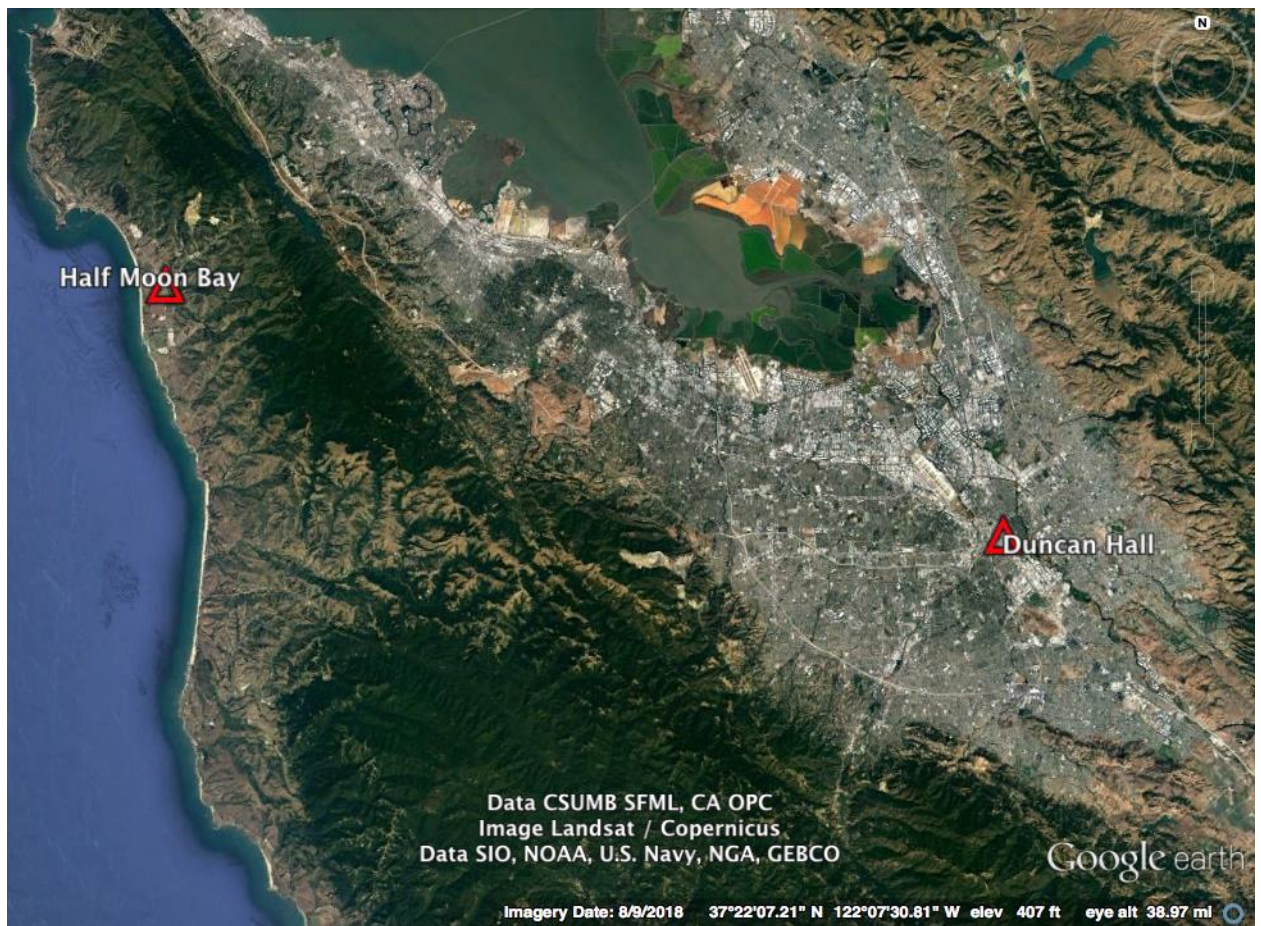 N
Half Moon Bay
Duncan Hall
Data CSUMB SFML, CA OPC
Image Landsat / Copernicus
Data SIO, NOAA, U.S. Navy, NGA, GEBCO
Google earth
Imagery Date: 8/9/2018 37°22'07.21" N 122°07'30.81" W elev 407 ft eye alt 38.97 mi